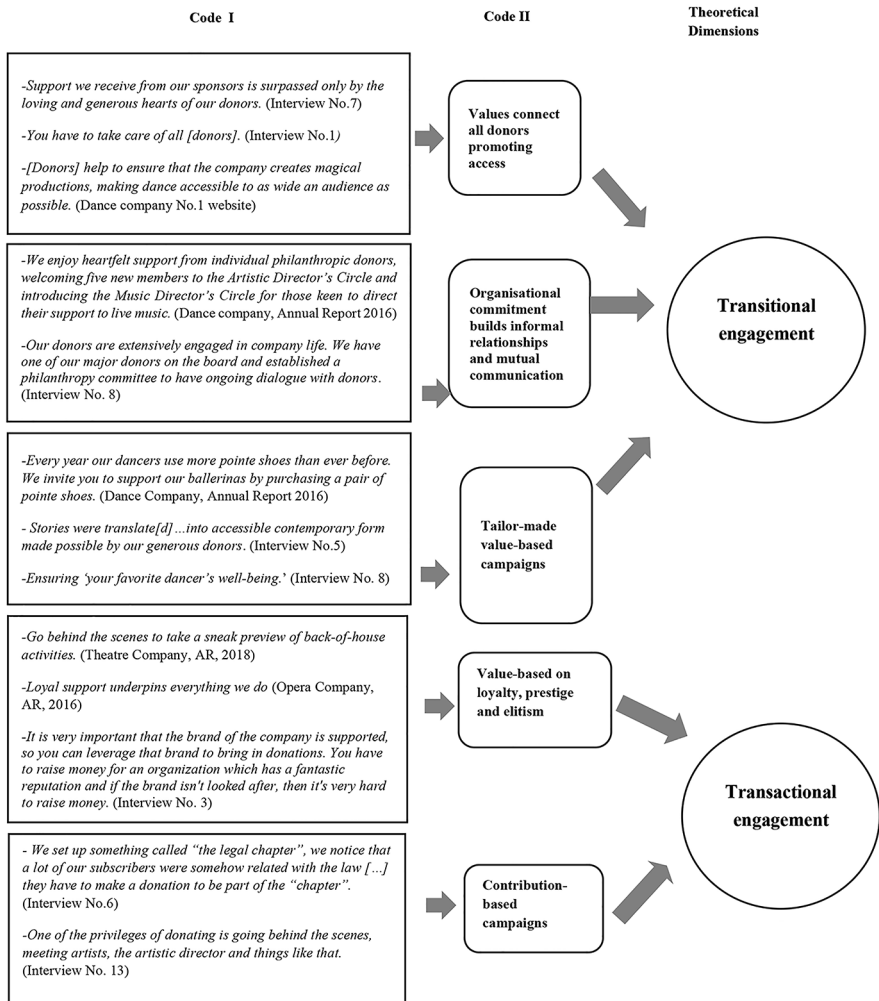 Code I
Code II
Theoretical
Dimensions
-Support we receive from our sponsors is surpassed only by the
loving and generous hearts of our donors. (Interview No.7)
-You have to take care of all [donors]. (Interview No.1)
-[Donors] help to ensure that the company creates magical
productions, making dance accessible to as wide an audience as
possible. (Dance company No.1 website)
Values connect
all donors
promoting
access
-We enjoy heartfelt support from individual philanthropic donors,
welcoming five new members to the Artistic Director’s Circle and
introducing the Music Director’s Circle for those keen to direct
their support to live music. (Dance company, Annual Report 2016)
-Our donors are extensively engaged in company life. We have
one of our major donors on the board and established a
philanthropy committee to have ongoing dialogue with donors.
(Interview No. 8)
Organisational
commitment
builds informal
relationships
and mutual
communication
Transitional
engagement
-Every year our dancers use more pointe shoes than ever before.
We invite you to support our ballerinas by purchasing a pair of
pointe shoes. (Dance Company, Annual Report 2016)
- Stories were translate[d] …into accessible contemporary form
made possible by our generous donors. (Interview No.5)
-Ensuring ‘your favorite dancer’s well-being.’ (Interview No. 8)
Tailor-made
value-based
campaigns
-Go behind the scenes to take a sneak preview of back-of-house
activities. (Theatre Company, AR, 2018)
-Loyal support underpins everything we do (Opera Company,
AR, 2016)
-It is very important that the brand of the company is supported,
so you can leverage that brand to bring in donations. You have
to raise money for an organization which has a fantastic
reputation and if the brand isn't looked after, then it's very hard
to raise money. (Interview No. 3)
Value-based on
loyalty, prestige
and elitism
Transactional
engagement
- We set up something called “the legal chapter”, we notice that
a lot of our subscribers were somehow related with the law […]
they have to make a donation to be part of the “chapter”.
(Interview No.6)
-One of the privileges of donating is going behind the scenes,
meeting artists, the artistic director and things like that.
(Interview No. 13)
Contribution-
based
campaigns